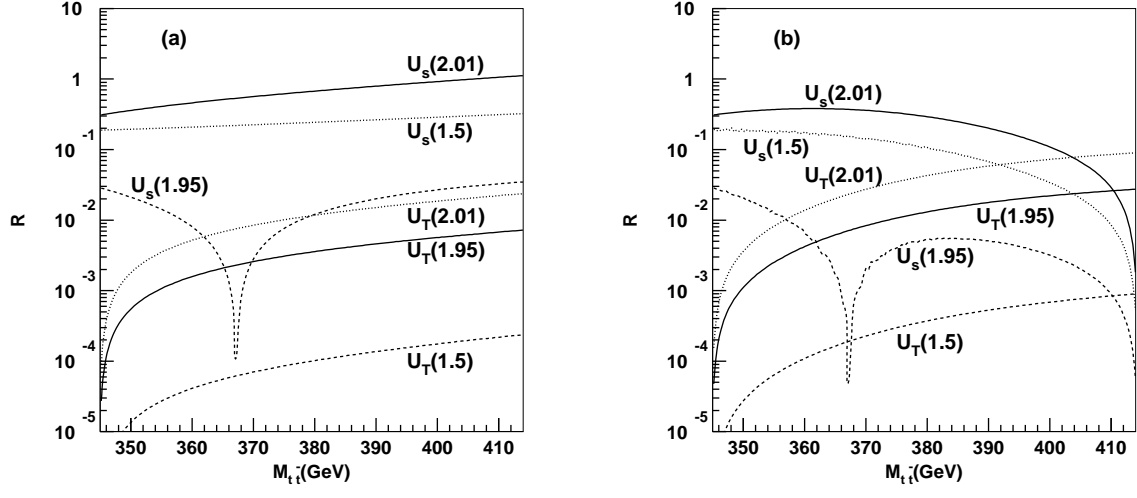 (a)
10
1
10 -1
10 -2
10 -3
10 -4
10 -5
R
U_s(2.01)
U_s(1.5)
U_s(1.95)
U_T(2.01)
U_T(1.95)
U_T(1.5)
350 360 370 380 390 400 410
M_tt̄(GeV)
(b)
10
1
10 -1
10 -2
10 -3
10 -4
10 -5
R
U_s(2.01)
U_s(1.5)
U_T(2.01)
U_T(1.95)
U_s(1.95)
U_T(1.5)
350 360 370 380 390 400 410
M_tt̄(GeV)